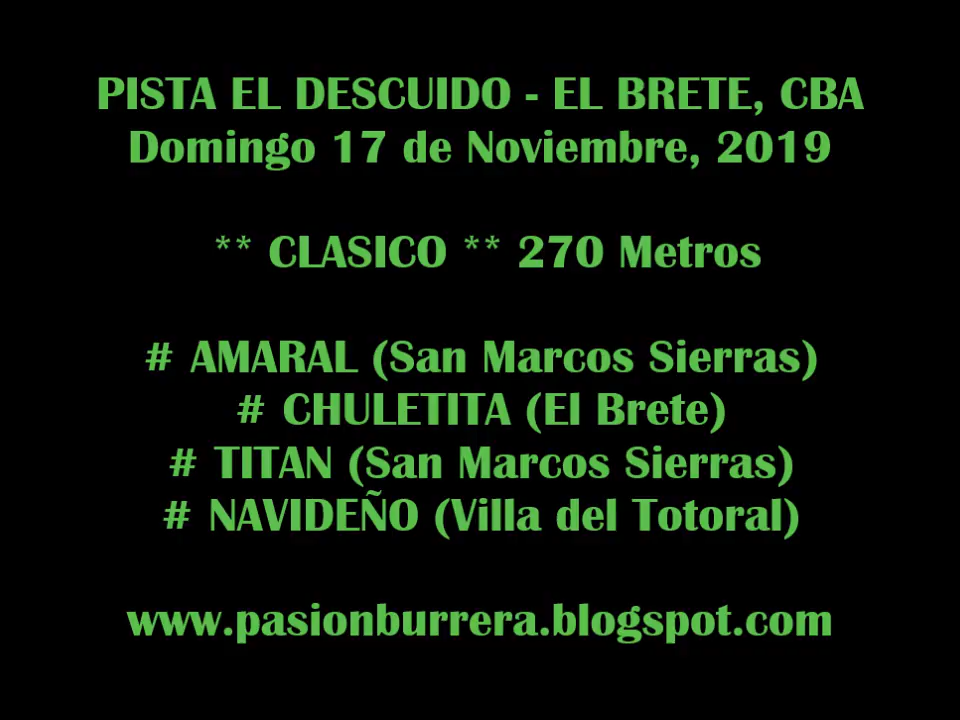 PISTA EL DESCUIDO - EL BRETE, CBA
Domingo 17 de Noviembre, 2019
** CLASICO ** 270 Metros
# AMARAL (San Marcos Sierras)
# CHULETITA (El Brete)
# TITAN (San Marcos Sierras)
# NAVIDEÑO (Villa del Totoral)
www.pasionburrera.blogspot.com